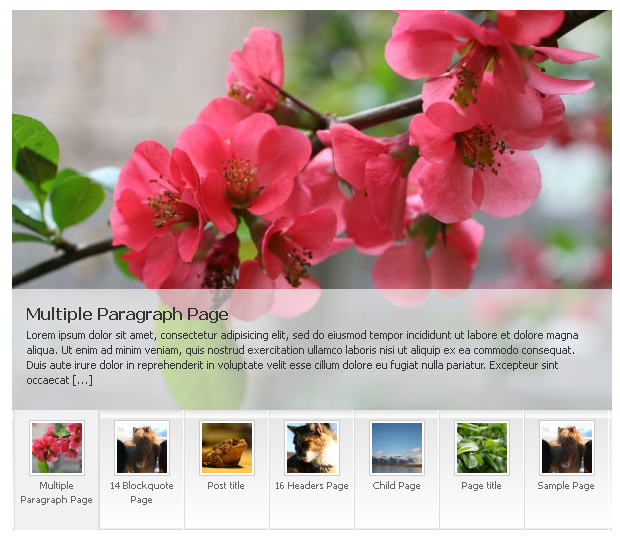 Multiple Paragraph Page
Lorem ipsum dolor sit amet, consectetur adipisicing elit, sed do eiusmod tempor incididunt ut labore et dolore magna
aliqua. Ut enim ad minim veniam, quis nostrud exercitation ullamco laboris nisi ut aliquip ex ea commodo consequat.
Duis aute irure dolor in reprehenderit in voluptate velit esse cillum dolore eu fugiat nulla pariatur. Excepteur sint
occaecat [...]
Multiple
Paragraph Page
14 Blockquote
Page
Post title
16 Headers Page
Child Page
Page title
Sample Page